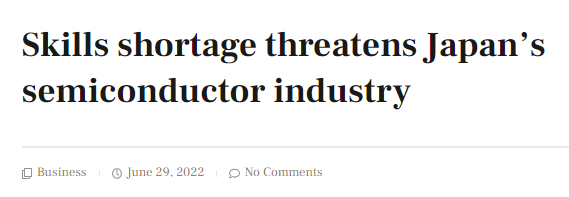 Skills shortage threatens Japan’s
semiconductor industry
Business June 29, 2022 No Comments